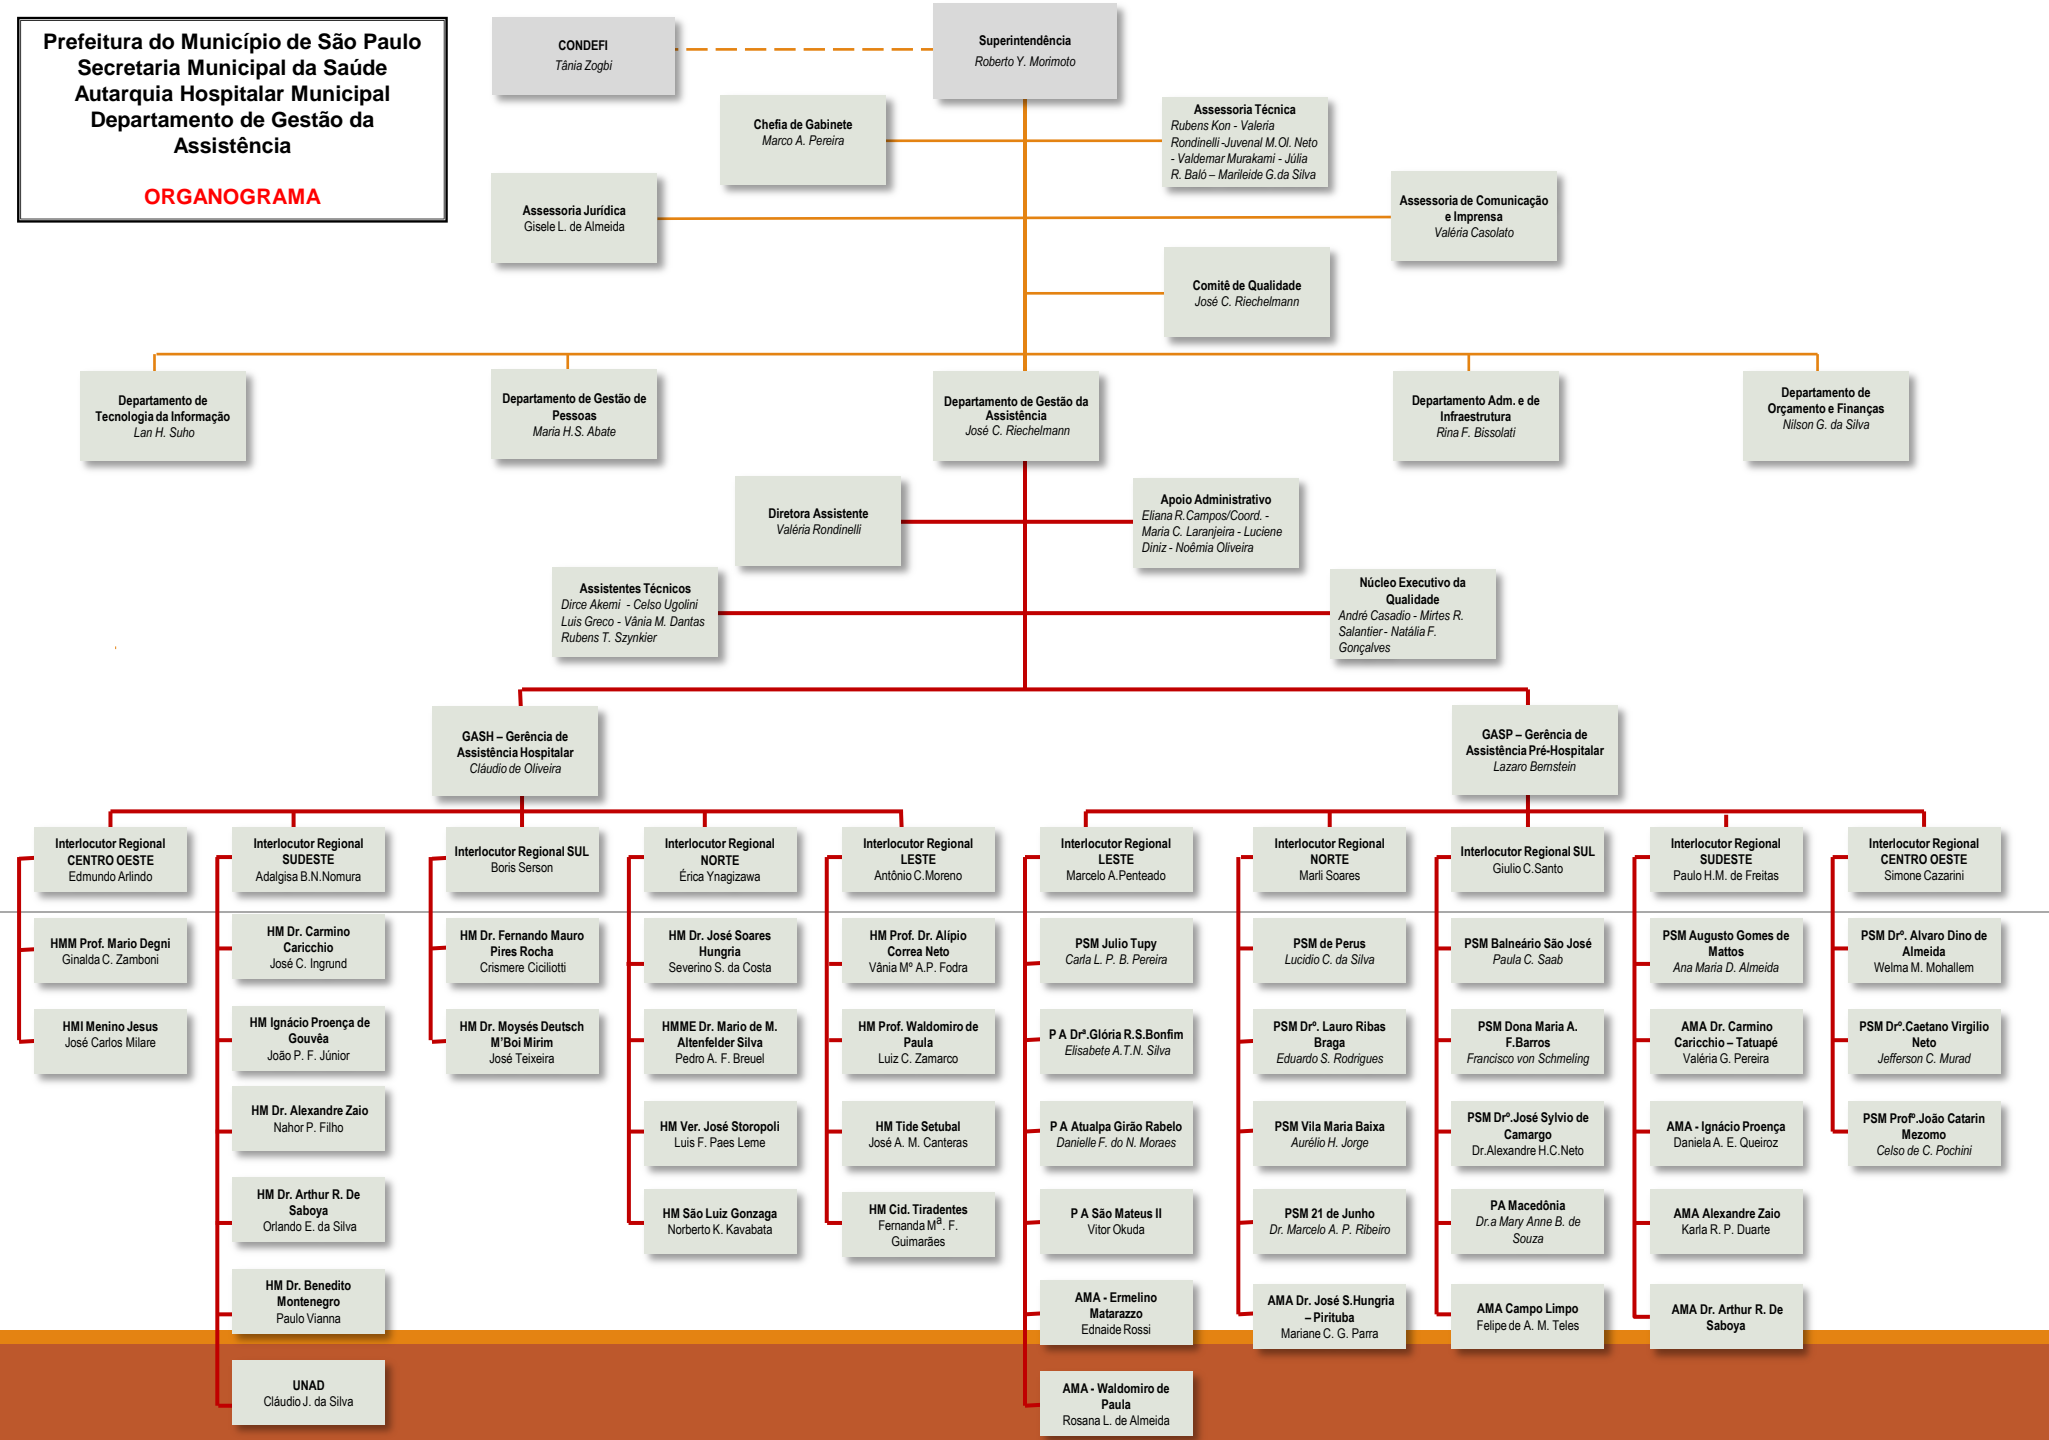 Prefeitura do Município de São Paulo
Secretaria Municipal da Saúde
Autarquia Hospitalar Municipal
Departamento de Gestão da
Assistência
ORGANOGRAMA
CONDEFI
Tânia Zogbi
Superintendência
Roberto Y. Morimoto
Chefia de Gabinete
Marco A. Pereira
Assessoria Técnica
Rubens Kon - Valeria
Rondinelli -Juvenal M.Ol. Neto
- Valdemar Murakami - Júlia
R. Baló – Marileide G.da Silva
Assessoria Jurídica
Gisele L. de Almeida
Assessoria de Comunicação
e Imprensa
Valéria Casolato
Comitê de Qualidade
José C. Riechelmann
Departamento de
Tecnologia da Informação
Lan H. Suho
Departamento de Gestão de
Pessoas
Maria H.S. Abate
Departamento de Gestão da
Assistência
José C. Riechelmann
Departamento Adm. e de
Infraestrutura
Rina F. Bissolati
Departamento de
Orçamento e Finanças
Nilson G. da Silva
Diretora Assistente
Valéria Rondinelli
Apoio Administrativo
Eliana R.Campos/Coord. -
Maria C. Laranjeira - Luciene
Diniz - Noêmia Oliveira
Assistentes Técnicos
Dirce Akemi - Celso Ugolini
Luis Greco - Vânia M. Dantas
Rubens T. Szynkier
Núcleo Executivo da
Qualidade
André Casadio - Mirtes R.
Salantier - Natália F.
Gonçalves
GASH – Gerência de
Assistência Hospitalar
Cláudio de Oliveira
GASP – Gerência de
Assistência Pré-Hospitalar
Lazaro Bernstein
Interlocutor Regional
CENTRO OESTE
Edmundo Arlindo
HMM Prof. Mario Degni
Ginalda C. Zamboni
HMI Menino Jesus
José Carlos Milare
Interlocutor Regional
SUDESTE
Adalgisa B.N.Nomura
HM Dr. Carmino
Caricchio
José C. Ingrund
HM Ignácio Proença de
Gouvêa
João P. F. Júnior
HM Dr. Alexandre Zaio
Nahor P. Filho
HM Dr. Arthur R. De
Saboya
Orlando E. da Silva
HM Dr. Benedito
Montenegro
Paulo Vianna
UNAD
Cláudio J. da Silva
Interlocutor Regional SUL
Boris Serson
HM Dr. Fernando Mauro
Pires Rocha
Crismere Ciciliotti
HM Dr. Moysés Deutsch
M'Boi Mirim
José Teixeira
Interlocutor Regional
NORTE
Érica Ynagizawa
HM Dr. José Soares
Hungria
Severino S. da Costa
HMME Dr. Mario de M.
Altenfelder Silva
Pedro A. F. Breuel
HM Ver. José Storopoli
Luis F. Paes Leme
HM São Luiz Gonzaga
Norberto K. Kavabata
Interlocutor Regional
LESTE
Antônio C.Moreno
HM Prof. Dr. Alípio
Correa Neto
Vânia Mº A.P. Fodra
HM Prof. Waldomiro de
Paula
Luiz C. Zamarco
HM Tide Setubal
José A. M. Canteras
HM Cid. Tiradentes
Fernanda Mª. F.
Guimarães
Interlocutor Regional
LESTE
Marcelo A.Penteado
PSM Julio Tupy
Carla L. P. B. Pereira
P A Drª.Glória R.S.Bonfim
Elisabete A.T.N. Silva
P A Atualpa Girão Rabelo
Danielle F. do N. Moraes
P A São Mateus II
Vitor Okuda
AMA - Ermelino
Matarazzo
Ednaide Rossi
AMA - Waldomiro de
Paula
Rosana L. de Almeida
Interlocutor Regional
NORTE
Marli Soares
PSM de Perus
Lucidio C. da Silva
PSM Drº. Lauro Ribas
Braga
Eduardo S. Rodrigues
PSM Vila Maria Baixa
Aurélio H. Jorge
PSM 21 de Junho
Dr. Marcelo A. P. Ribeiro
AMA Dr. José S.Hungria
– Pirituba
Mariane C. G. Parra
Interlocutor Regional SUL
Giulio C.Santo
PSM Balneário São José
Paula C. Saab
PSM Dona Maria A.
F.Barros
Francisco von Schmeling
PSM Drº.José Sylvio de
Camargo
Dr.Alexandre H.C.Neto
PA Macedônia
Dr.a Mary Anne B. de
Souza
AMA Campo Limpo
Felipe de A. M. Teles
Interlocutor Regional
SUDESTE
Paulo H.M. de Freitas
PSM Augusto Gomes de
Mattos
Ana Maria D. Almeida
AMA Dr. Carmino
Caricchio – Tatuapé
Valéria G. Pereira
AMA - Ignácio Proença
Daniela A. E. Queiroz
AMA Alexandre Zaio
Karla R. P. Duarte
AMA Dr. Arthur R. De
Saboya
Interlocutor Regional
CENTRO OESTE
Simone Cazarini
PSM Drº. Alvaro Dino de
Almeida
Welma M. Mohallem
PSM Drº.Caetano Virgilio
Neto
Jefferson C. Murad
PSM Profº.João Catarin
Mezomo
Celso de C. Pochini